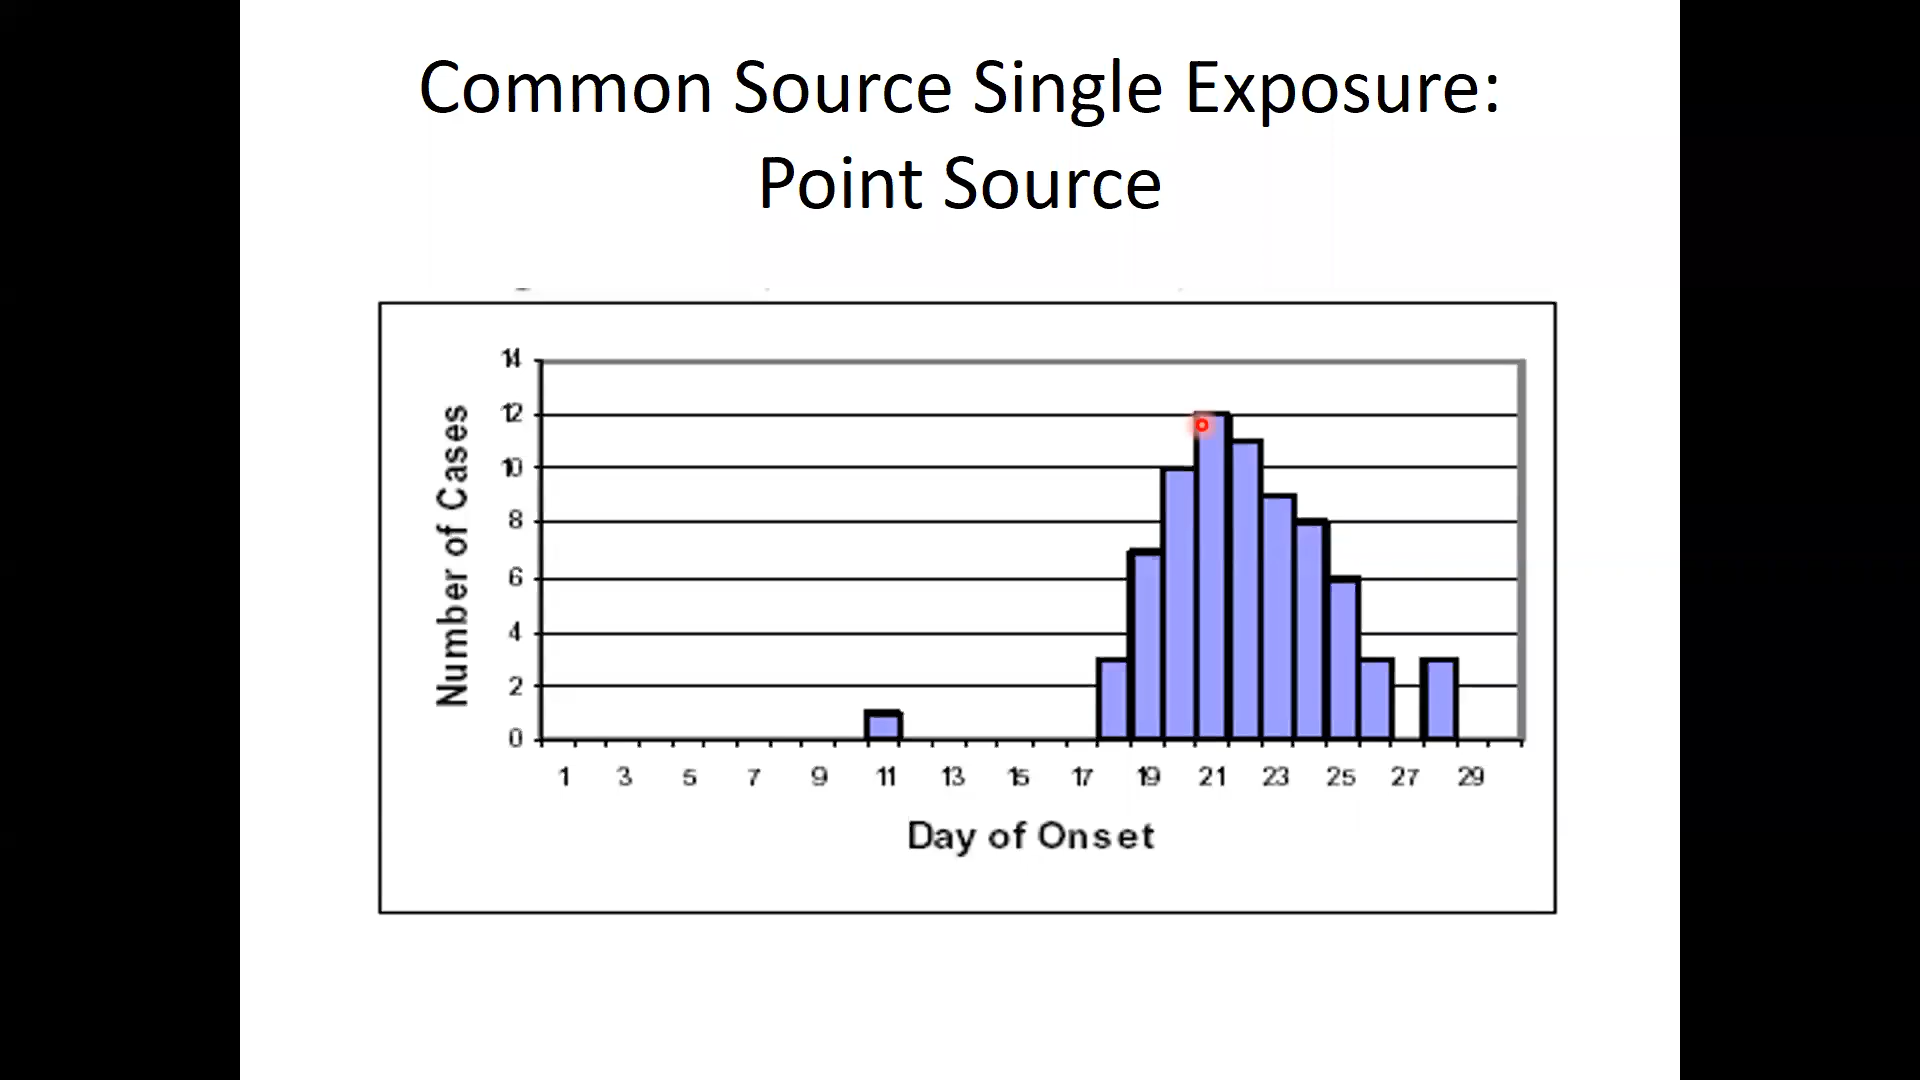 Common Source Single Exposure:
Point Source
14
12
10
8
6
4
2
0
Number of Cases
1 3 5 7 9 11 13 15 17 19 21 23 25 27 29
Day of Onset